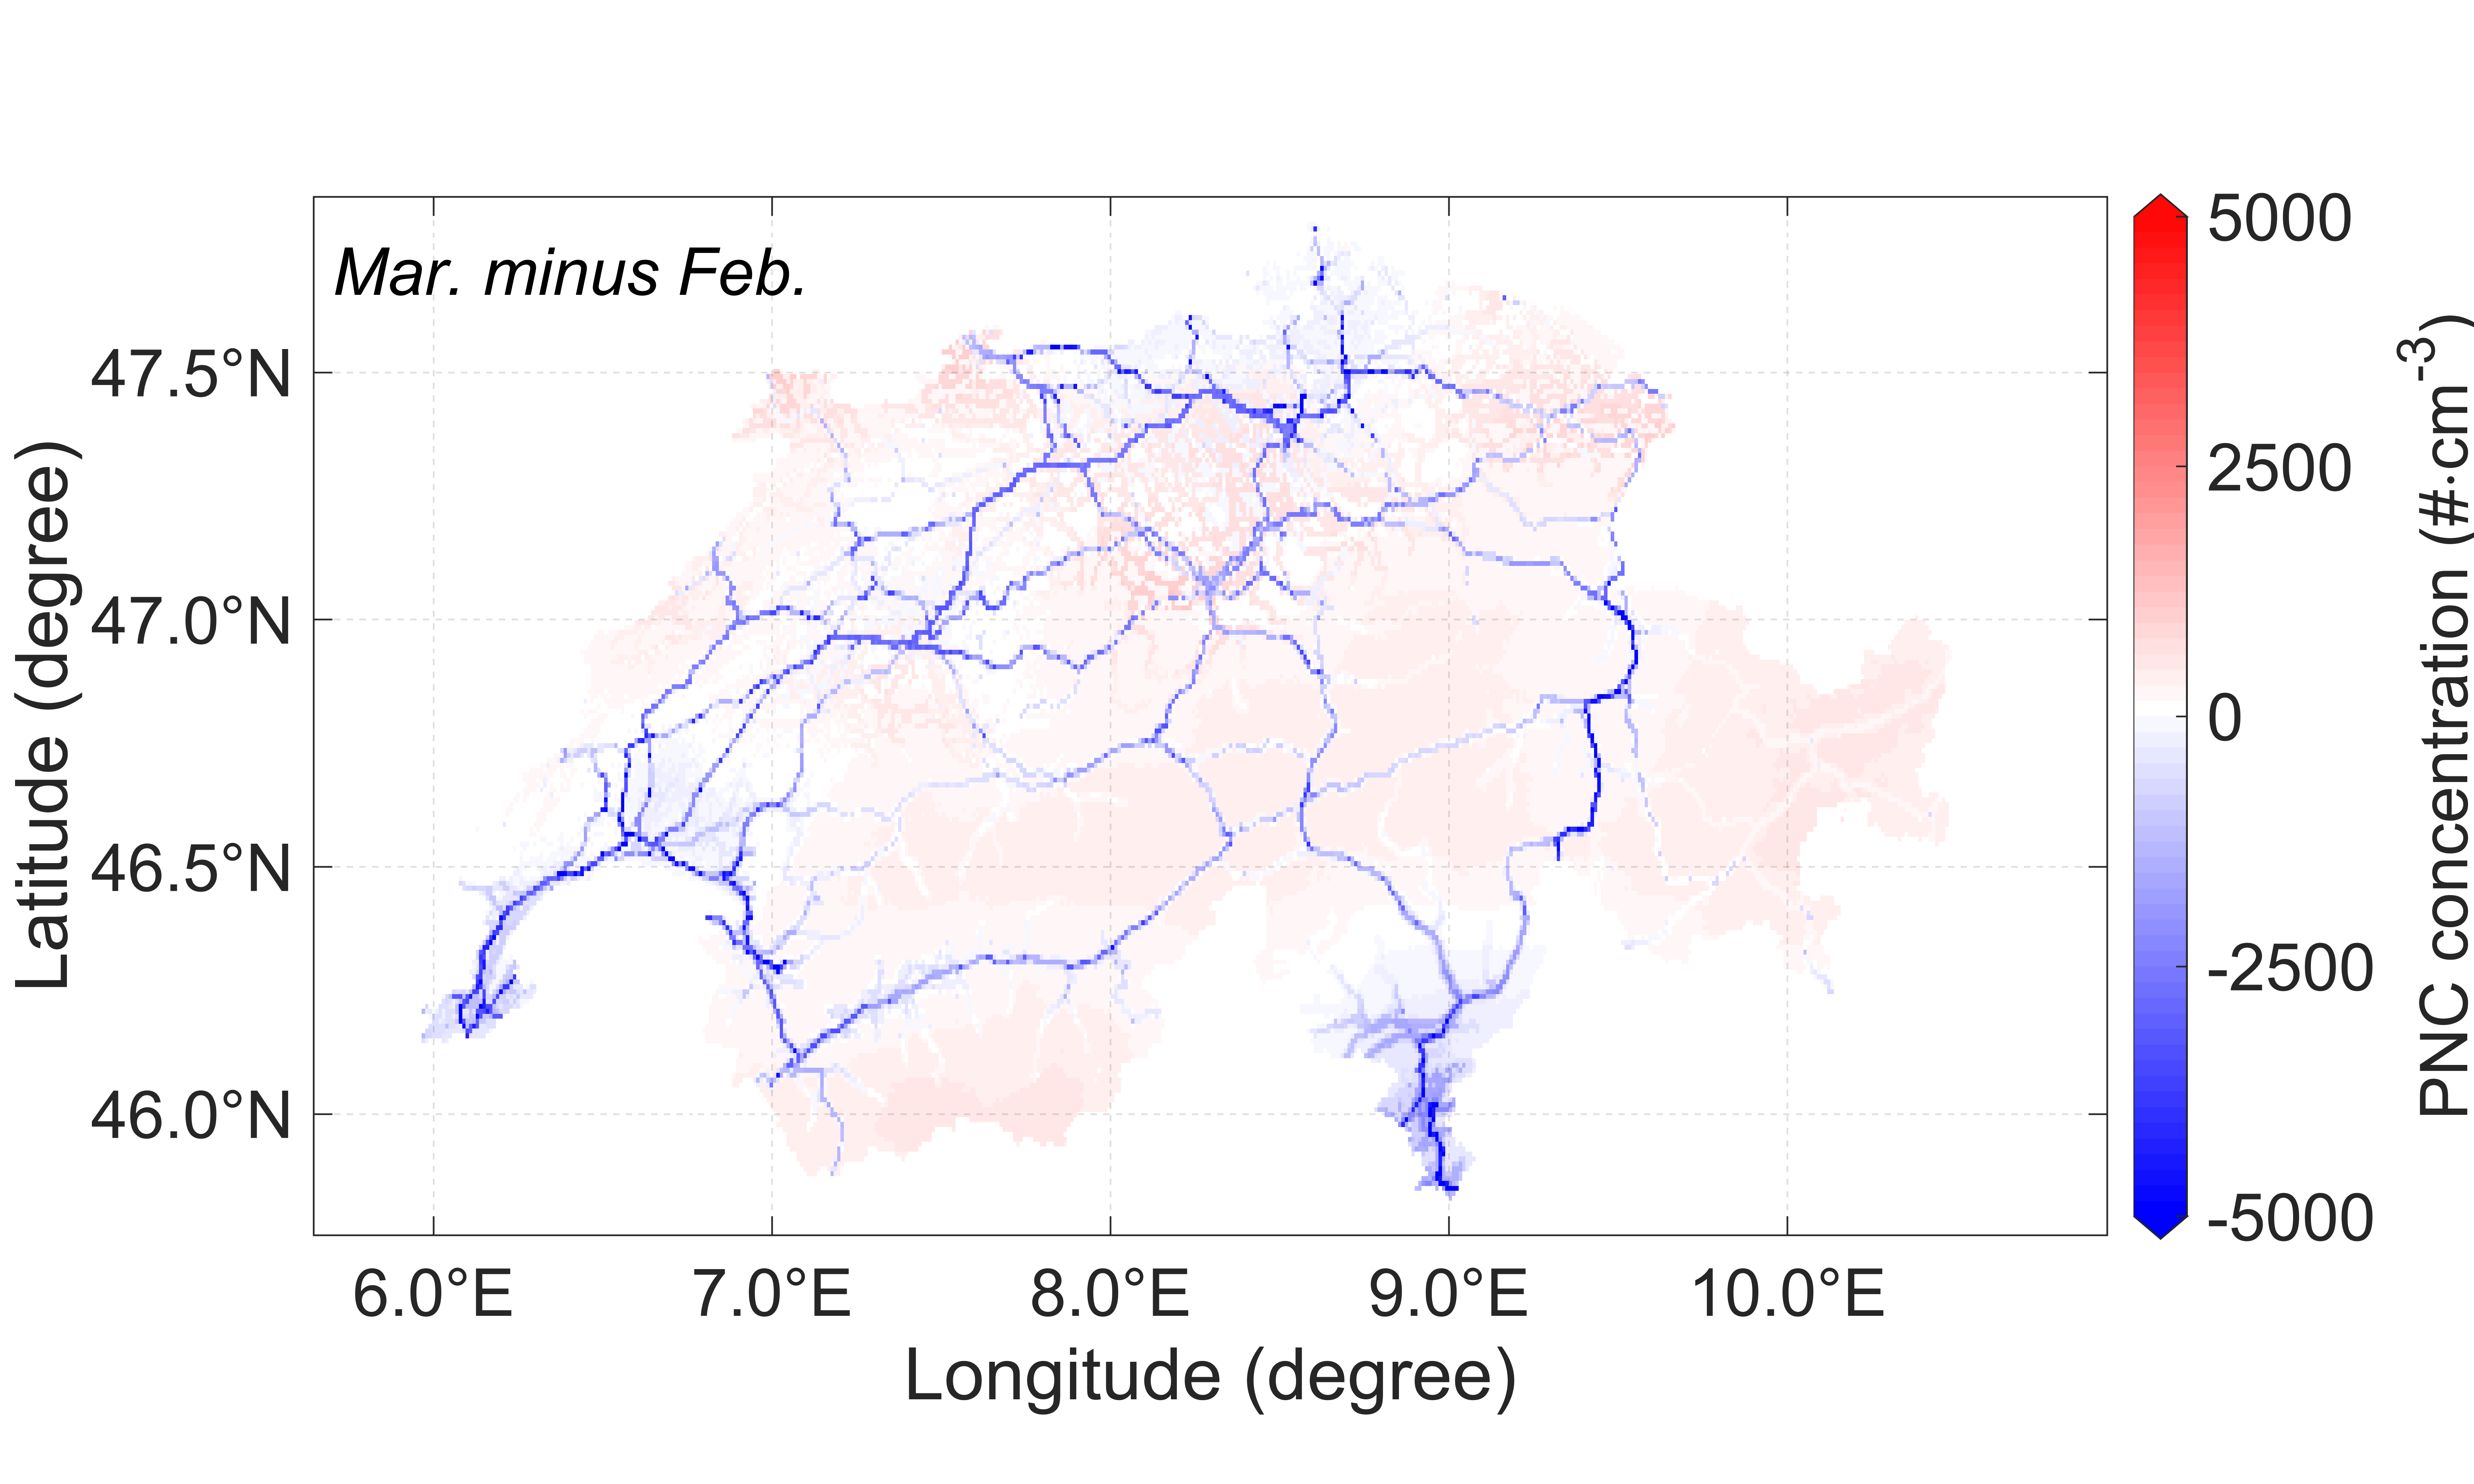 Mar. minus Feb.
47.5°N
47.0°N
46.5°N
46.0°N
Latitude (degree)
6.0°E
7.0°E
8.0°E
9.0°E
10.0°E
Longitude (degree)
5000
2500
0
-2500
-5000
PNC concentration (#·cm⁻³)